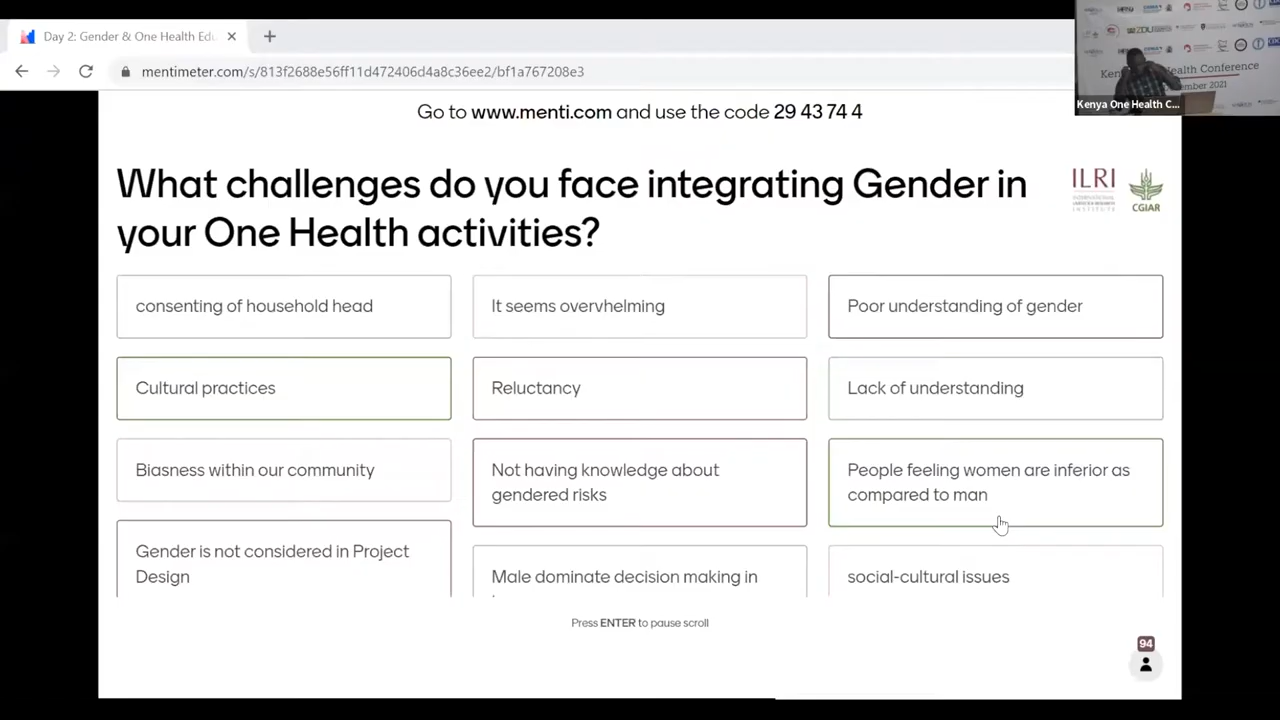 Day 2: Gender & One Health Edu
mentimeter.com/s/813f2688e56ff11d472406d4a8c36ee2/bf1a767208e3
Kenya One Health C...
Go to www.menti.com and use the code 29 43 74 4
What challenges do you face integrating Gender in
your One Health activities?
ILRI
INTERNATIONAL
LIVESTOCK RESEARCH
INSTITUTE
CGIAR
consenting of household head
It seems overvhelming
Poor understanding of gender
Cultural practices
Reluctancy
Lack of understanding
Biasness within our community
Not having knowledge about
gendered risks
People feeling women are inferior as
compared to man
Gender is not considered in Project
Design
Male dominate decision making in
social-cultural issues
Press ENTER to pause scroll
94